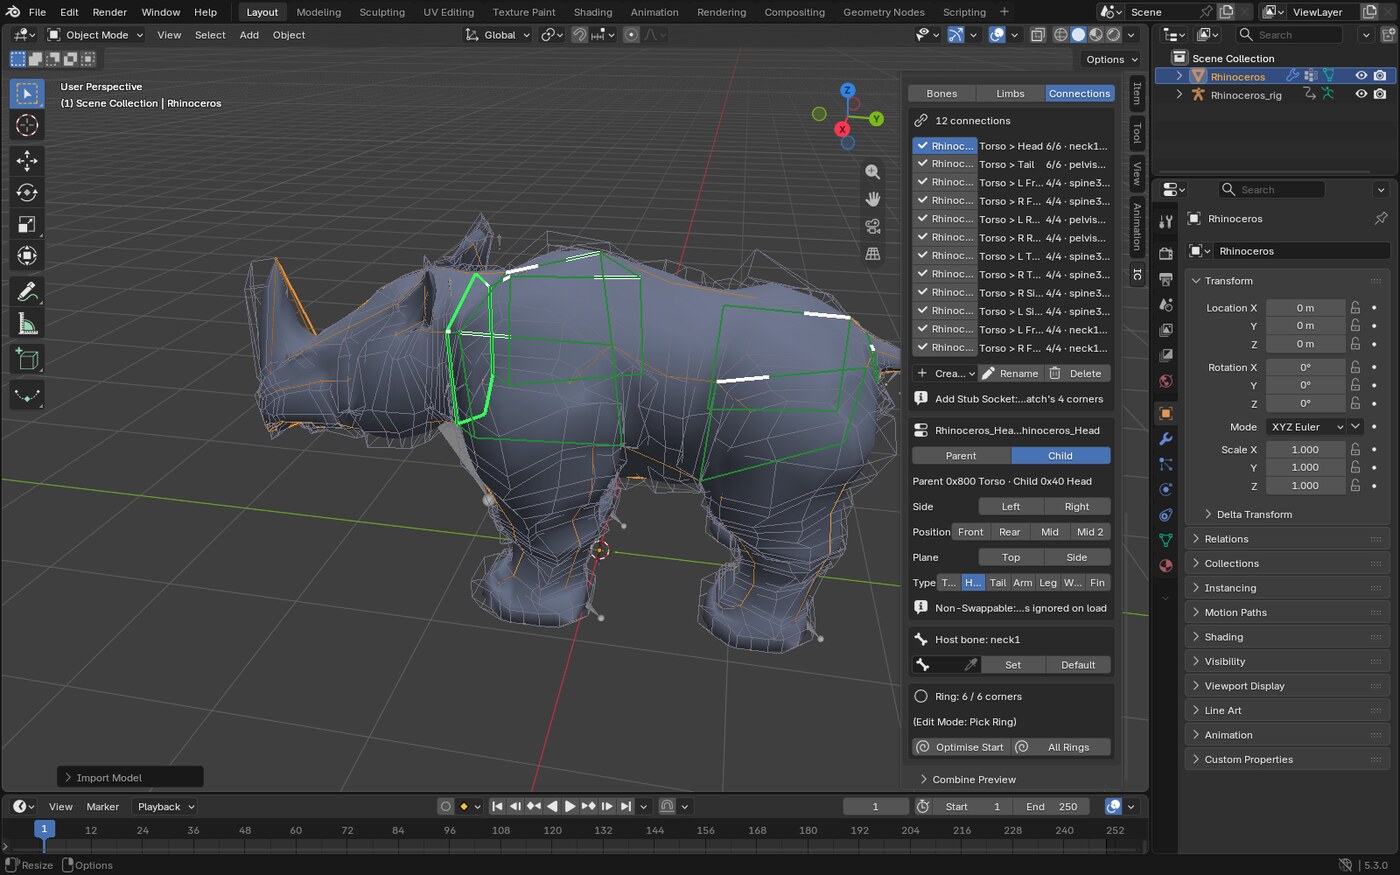 File Edit Render Window Help Layout Modeling Sculpting UV Editing Texture Paint Shading Animation Rendering Compositing Geometry Nodes Scripting + Scene ViewLayer
Object Mode View Select Add Object Global Search
Options
User Perspective
(1) Scene Collection | Rhinoceros
Z
Y
X
Bones Limbs Connections
12 connections
Rhinoc... Torso > Head 6/6 · neck1...
Rhinoc... Torso > Tail 6/6 · pelvis...
Rhinoc... Torso > L Fr... 4/4 · spine3...
Rhinoc... Torso > R F... 4/4 · spine3...
Rhinoc... Torso > L R... 4/4 · pelvis...
Rhinoc... Torso > R R... 4/4 · pelvis...
Rhinoc... Torso > L T... 4/4 · spine3...
Rhinoc... Torso > R T... 4/4 · spine3...
Rhinoc... Torso > R Si... 4/4 · spine3...
Rhinoc... Torso > L Si... 4/4 · spine3...
Rhinoc... Torso > L Fr... 4/4 · neck1...
Rhinoc... Torso > R F... 4/4 · neck1...
+ Crea... Rename Delete
Add Stub Socket:...atch's 4 corners
Rhinoceros_Hea...hinoceros_Head
Parent Child
Parent 0x800 Torso · Child 0x40 Head
Side Left Right
Position Front Rear Mid Mid 2
Plane Top Side
Type T... H... Tail Arm Leg W... Fin
Non-Swappable:...s ignored on load
Host bone: neck1
Set Default
Ring: 6 / 6 corners
(Edit Mode: Pick Ring)
Optimise Start All Rings
Combine Preview
Item
Tool
View
Animation
IC
Scene Collection
Rhinoceros
Rhinoceros_rig
Search
Rhinoceros
Rhinoceros
Transform
Location X 0 m
Y 0 m
Z 0 m
Rotation X 0°
Y 0°
Z 0°
Mode XYZ Euler
Scale X 1.000
Y 1.000
Z 1.000
Delta Transform
Relations
Collections
Instancing
Motion Paths
Shading
Visibility
Viewport Display
Line Art
Animation
Custom Properties
Import Model
View Marker Playback 1 Start 1 End 250
1 12 24 36 48 60 72 84 96 108 120 132 144 156 168 180 192 204 216 228 240 252
Resize Options 5.3.0